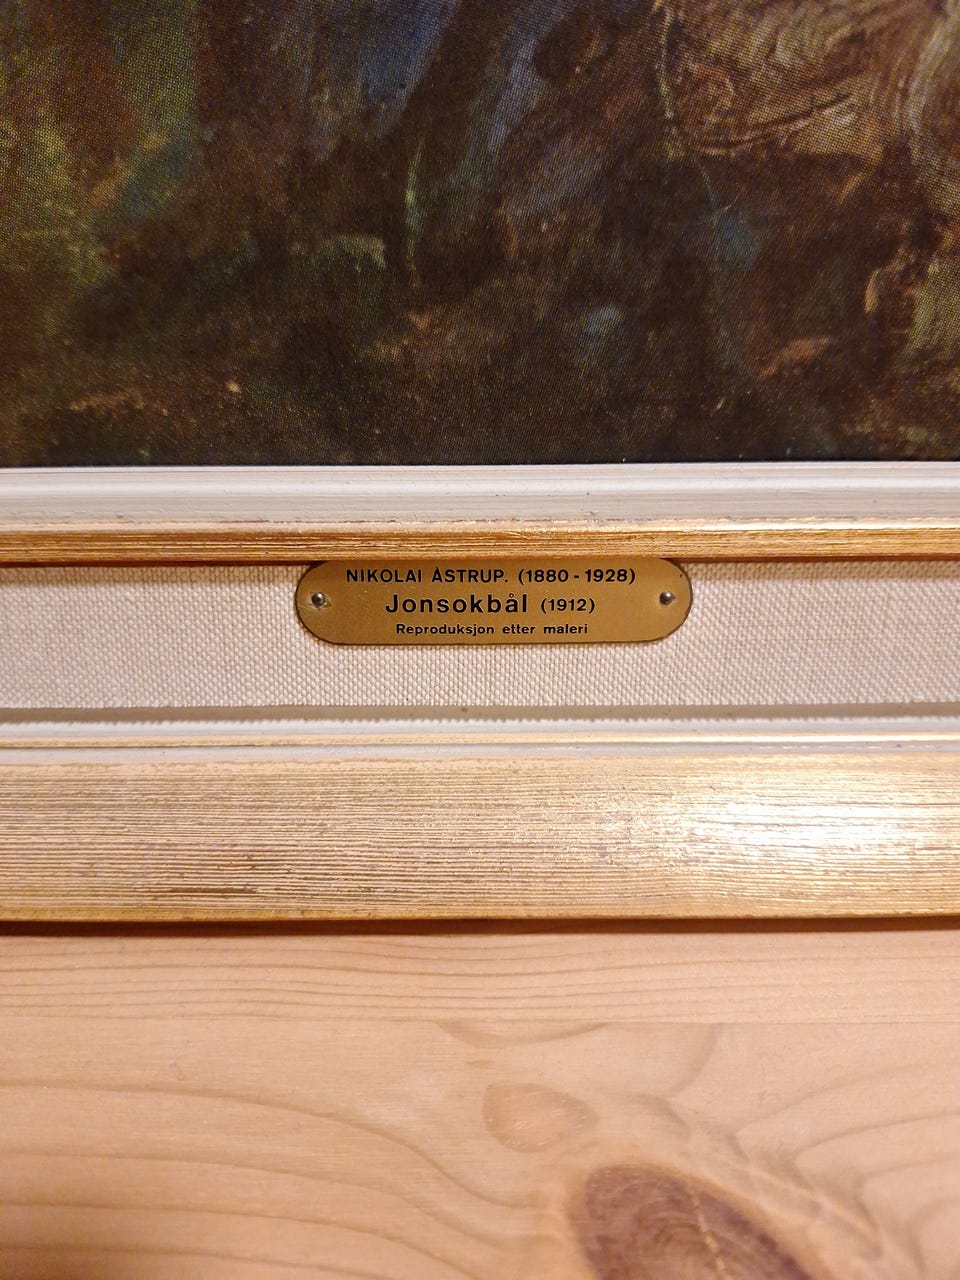 NIKOLAI ÅSTRUP. (1880-1928)
Jonsokbål (1912)
Reproduksjon etter maleri